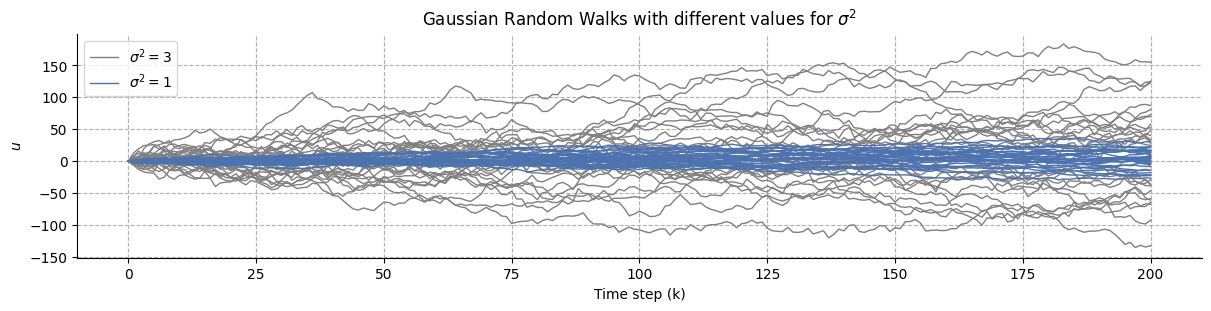 Gaussian Random Walks with different values for σ²
σ² = 3
σ² = 1
150
100
50
0
−50
−100
−150
u
0 25 50 75 100 125 150 175 200
Time step (k)